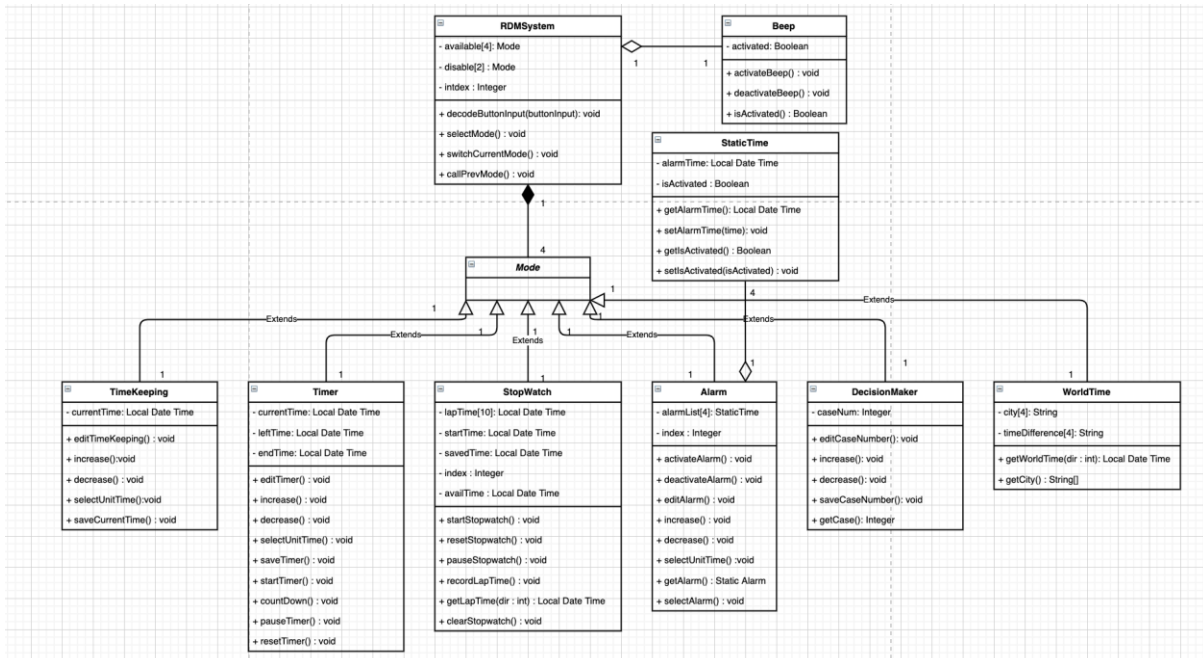 RDMSystem
- available[4]: Mode
- disable[2] : Mode
- intdex : Integer
+ decodeButtonInput(buttonInput): void
+ selectMode() : void
+ switchCurrentMode() : void
+ callPrevMode() : void
1
1
Beep
- activated: Boolean
+ activateBeep() : void
+ deactivateBeep() : void
+ isActivated() : Boolean
StaticTime
- alarmTime: Local Date Time
- isActivated : Boolean
+ getAlarmTime(): Local Date Time
+ setAlarmTime(time): void
+ getIsActivated() : Boolean
+ setIsActivated(isActivated) : void
1
4
Mode
1
4
1
Extends
1
1
Extends
1
1
Extends
1
1
Extends
1
1
Extends
1
1
Extends
1
1
TimeKeeping
- currentTime: Local Date Time
+ editTimeKeeping() : void
+ increase():void
+ decrease() : void
+ selectUnitTime():void
+ saveCurrentTime() : void
Timer
- currentTime: Local Date Time
- leftTime: Local Date Time
- endTime: Local Date Time
+ editTimer() : void
+ increase() : void
+ decrease() : void
+ selectUnitTime() : void
+ saveTimer() : void
+ startTimer() : void
+ countDown() : void
+ pauseTimer() : void
+ resetTimer() : void
StopWatch
- lapTime[10]: Local Date Time
- startTime: Local Date Time
- savedTime: Local Date Time
- index : Integer
- availTime : Local Date Time
+ startStopwatch() : void
+ resetStopwatch() : void
+ pauseStopwatch() : void
+ recordLapTime() : void
+ getLapTime(dir : int) : Local Date Time
+ clearStopwatch() : void
Alarm
- alarmList[4]: StaticTime
- index : Integer
+ activateAlarm() : void
+ deactivateAlarm() : void
+ editAlarm() : void
+ increase() : void
+ decrease() : void
+ selectUnitTime() :void
+ getAlarm() : Static Alarm
+ selectAlarm() : void
DecisionMaker
- caseNum: Integer
+ editCaseNumber(): void
+ increase(): void
+ decrease(): void
+ saveCaseNumber(): void
+ getCase(): Integer
WorldTime
- city[4]: String
- timeDifference[4]: String
+ getWorldTime(dir : int): Local Date Time
+ getCity() : String[]